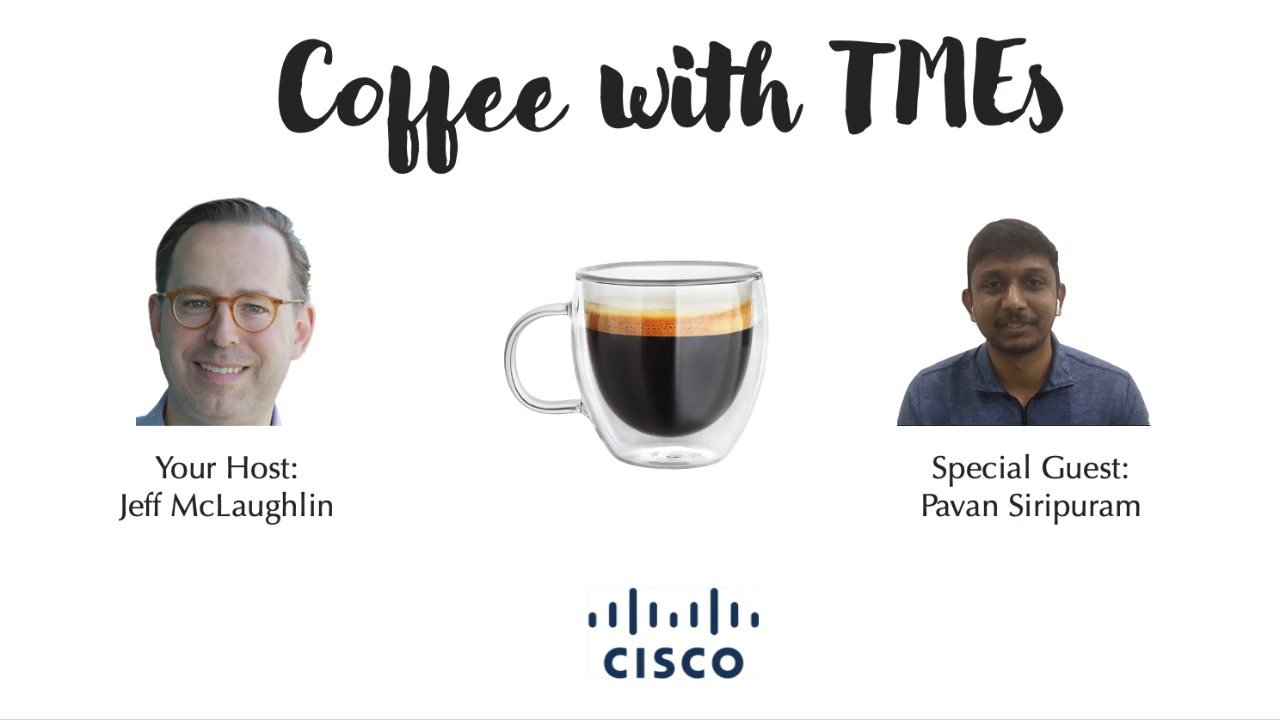 Coffee with TMEs
Your Host:
Jeff McLaughlin
Special Guest:
Pavan Siripuram
CISCO